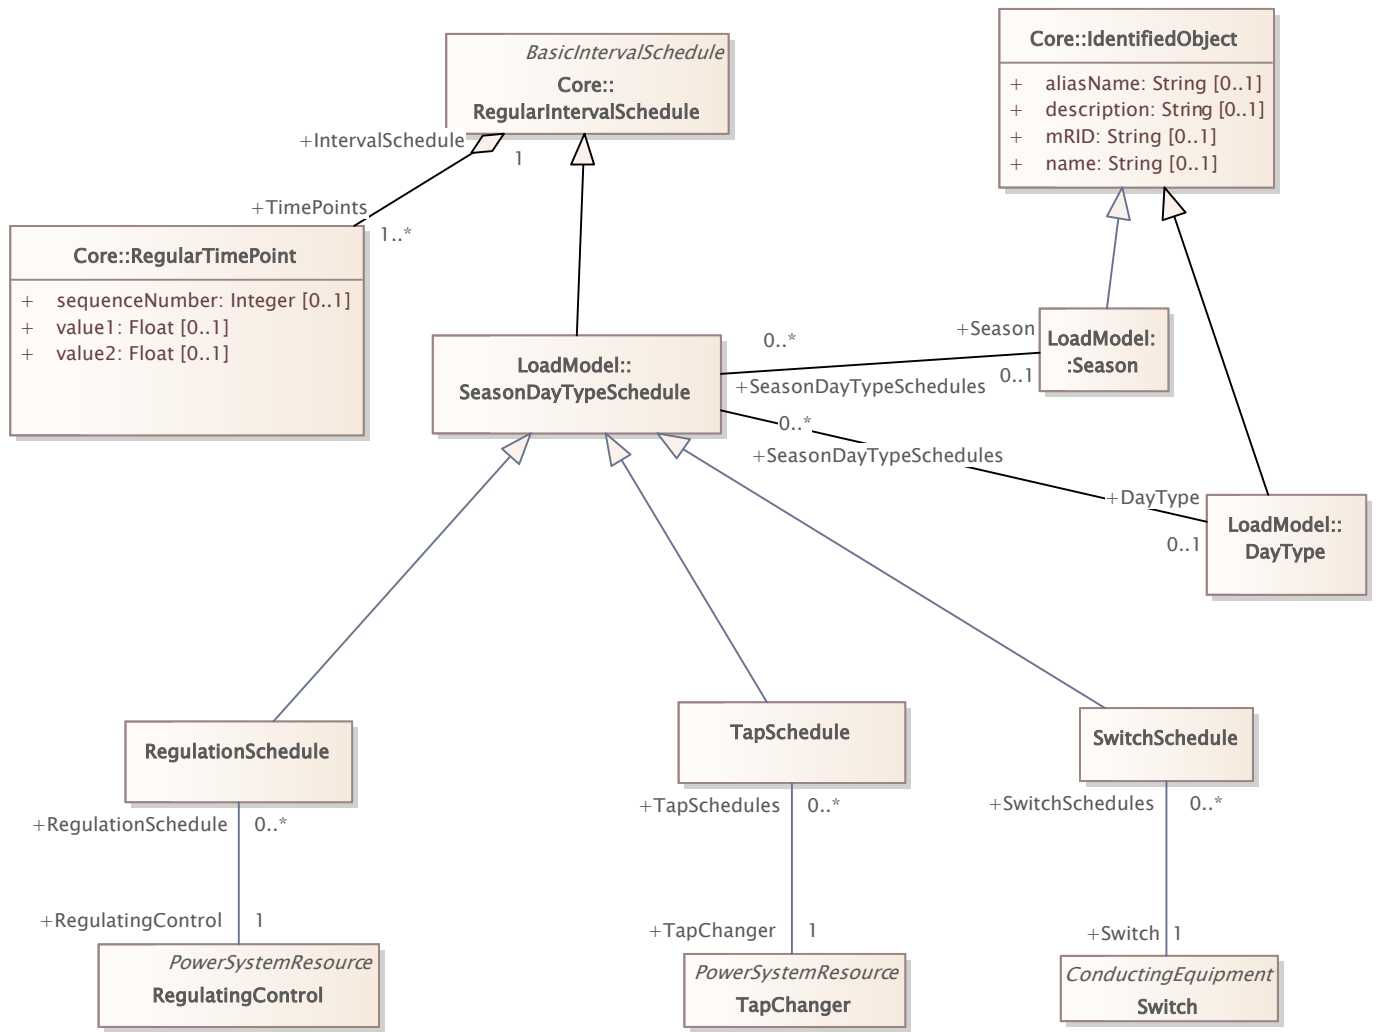 BasicIntervalSchedule
Core::
RegularIntervalSchedule
Core::IdentifiedObject
+ aliasName: String [0..1]
+ description: String [0..1]
+ mRID: String [0..1]
+ name: String [0..1]
+IntervalSchedule
1
+TimePoints
1..*
Core::RegularTimePoint
+ sequenceNumber: Integer [0..1]
+ value1: Float [0..1]
+ value2: Float [0..1]
LoadModel::
SeasonDayTypeSchedule
0..*
+SeasonDayTypeSchedules
+Season
0..1
LoadModel:
:Season
0..*
+SeasonDayTypeSchedules
+DayType
0..1
LoadModel::
DayType
RegulationSchedule
TapSchedule
SwitchSchedule
+RegulationSchedule 0..*
+TapSchedules 0..*
+SwitchSchedules 0..*
+RegulatingControl 1
+TapChanger 1
+Switch 1
PowerSystemResource
RegulatingControl
PowerSystemResource
TapChanger
ConductingEquipment
Switch